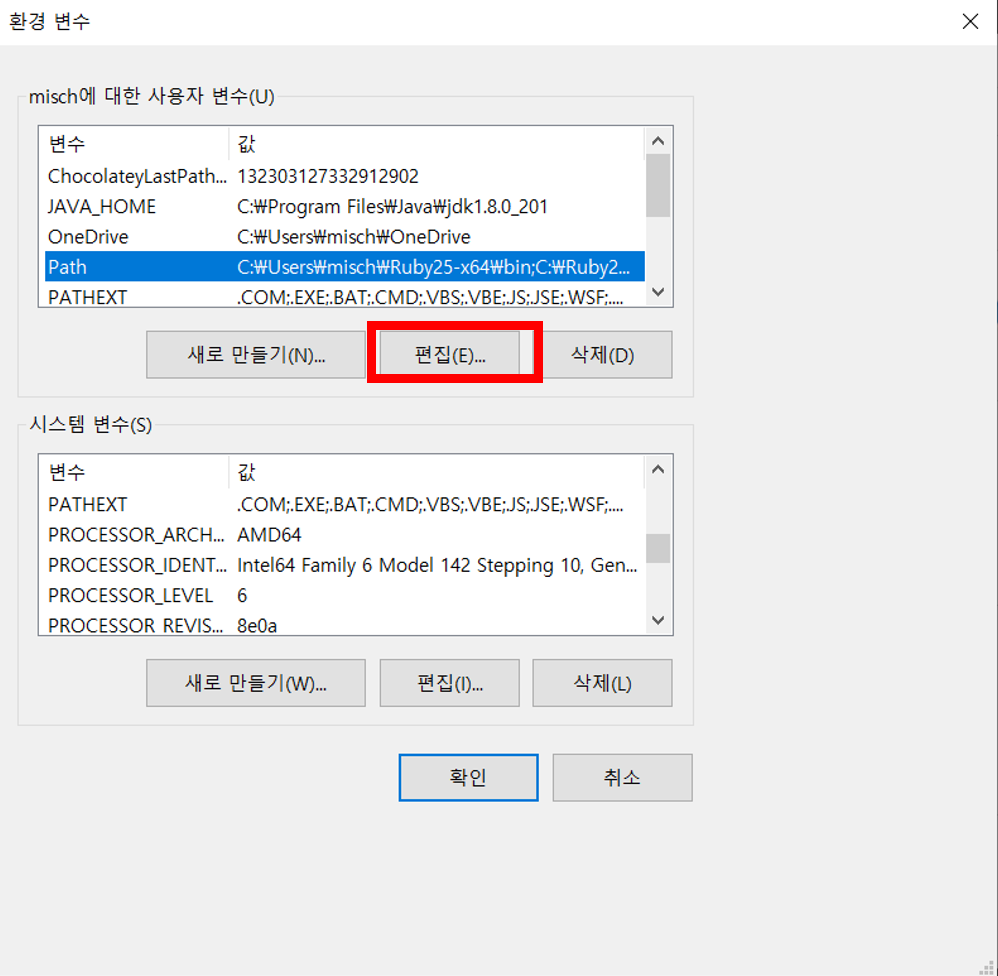 환경 변수
misch에 대한 사용자 변수(U)
변수 값
ChocolateyLastPath... 132303127332912902
JAVA_HOME C:₩Program Files₩Java₩jdk1.8.0_201
OneDrive C:₩Users₩misch₩OneDrive
Path C:₩Users₩misch₩Ruby25-x64₩bin;C:₩Ruby2...
PATHEXT .COM;.EXE;.BAT;.CMD;.VBS;.VBE;.JS;.JSE;.WSF;....
새로 만들기(N)... 편집(E)... 삭제(D)
시스템 변수(S)
변수 값
PATHEXT .COM;.EXE;.BAT;.CMD;.VBS;.VBE;.JS;.JSE;.WSF;....
PROCESSOR_ARCH... AMD64
PROCESSOR_IDENT... Intel64 Family 6 Model 142 Stepping 10, Gen...
PROCESSOR_LEVEL 6
PROCESSOR_REVIS... 8e0a
새로 만들기(W)... 편집(I)... 삭제(L)
확인 취소